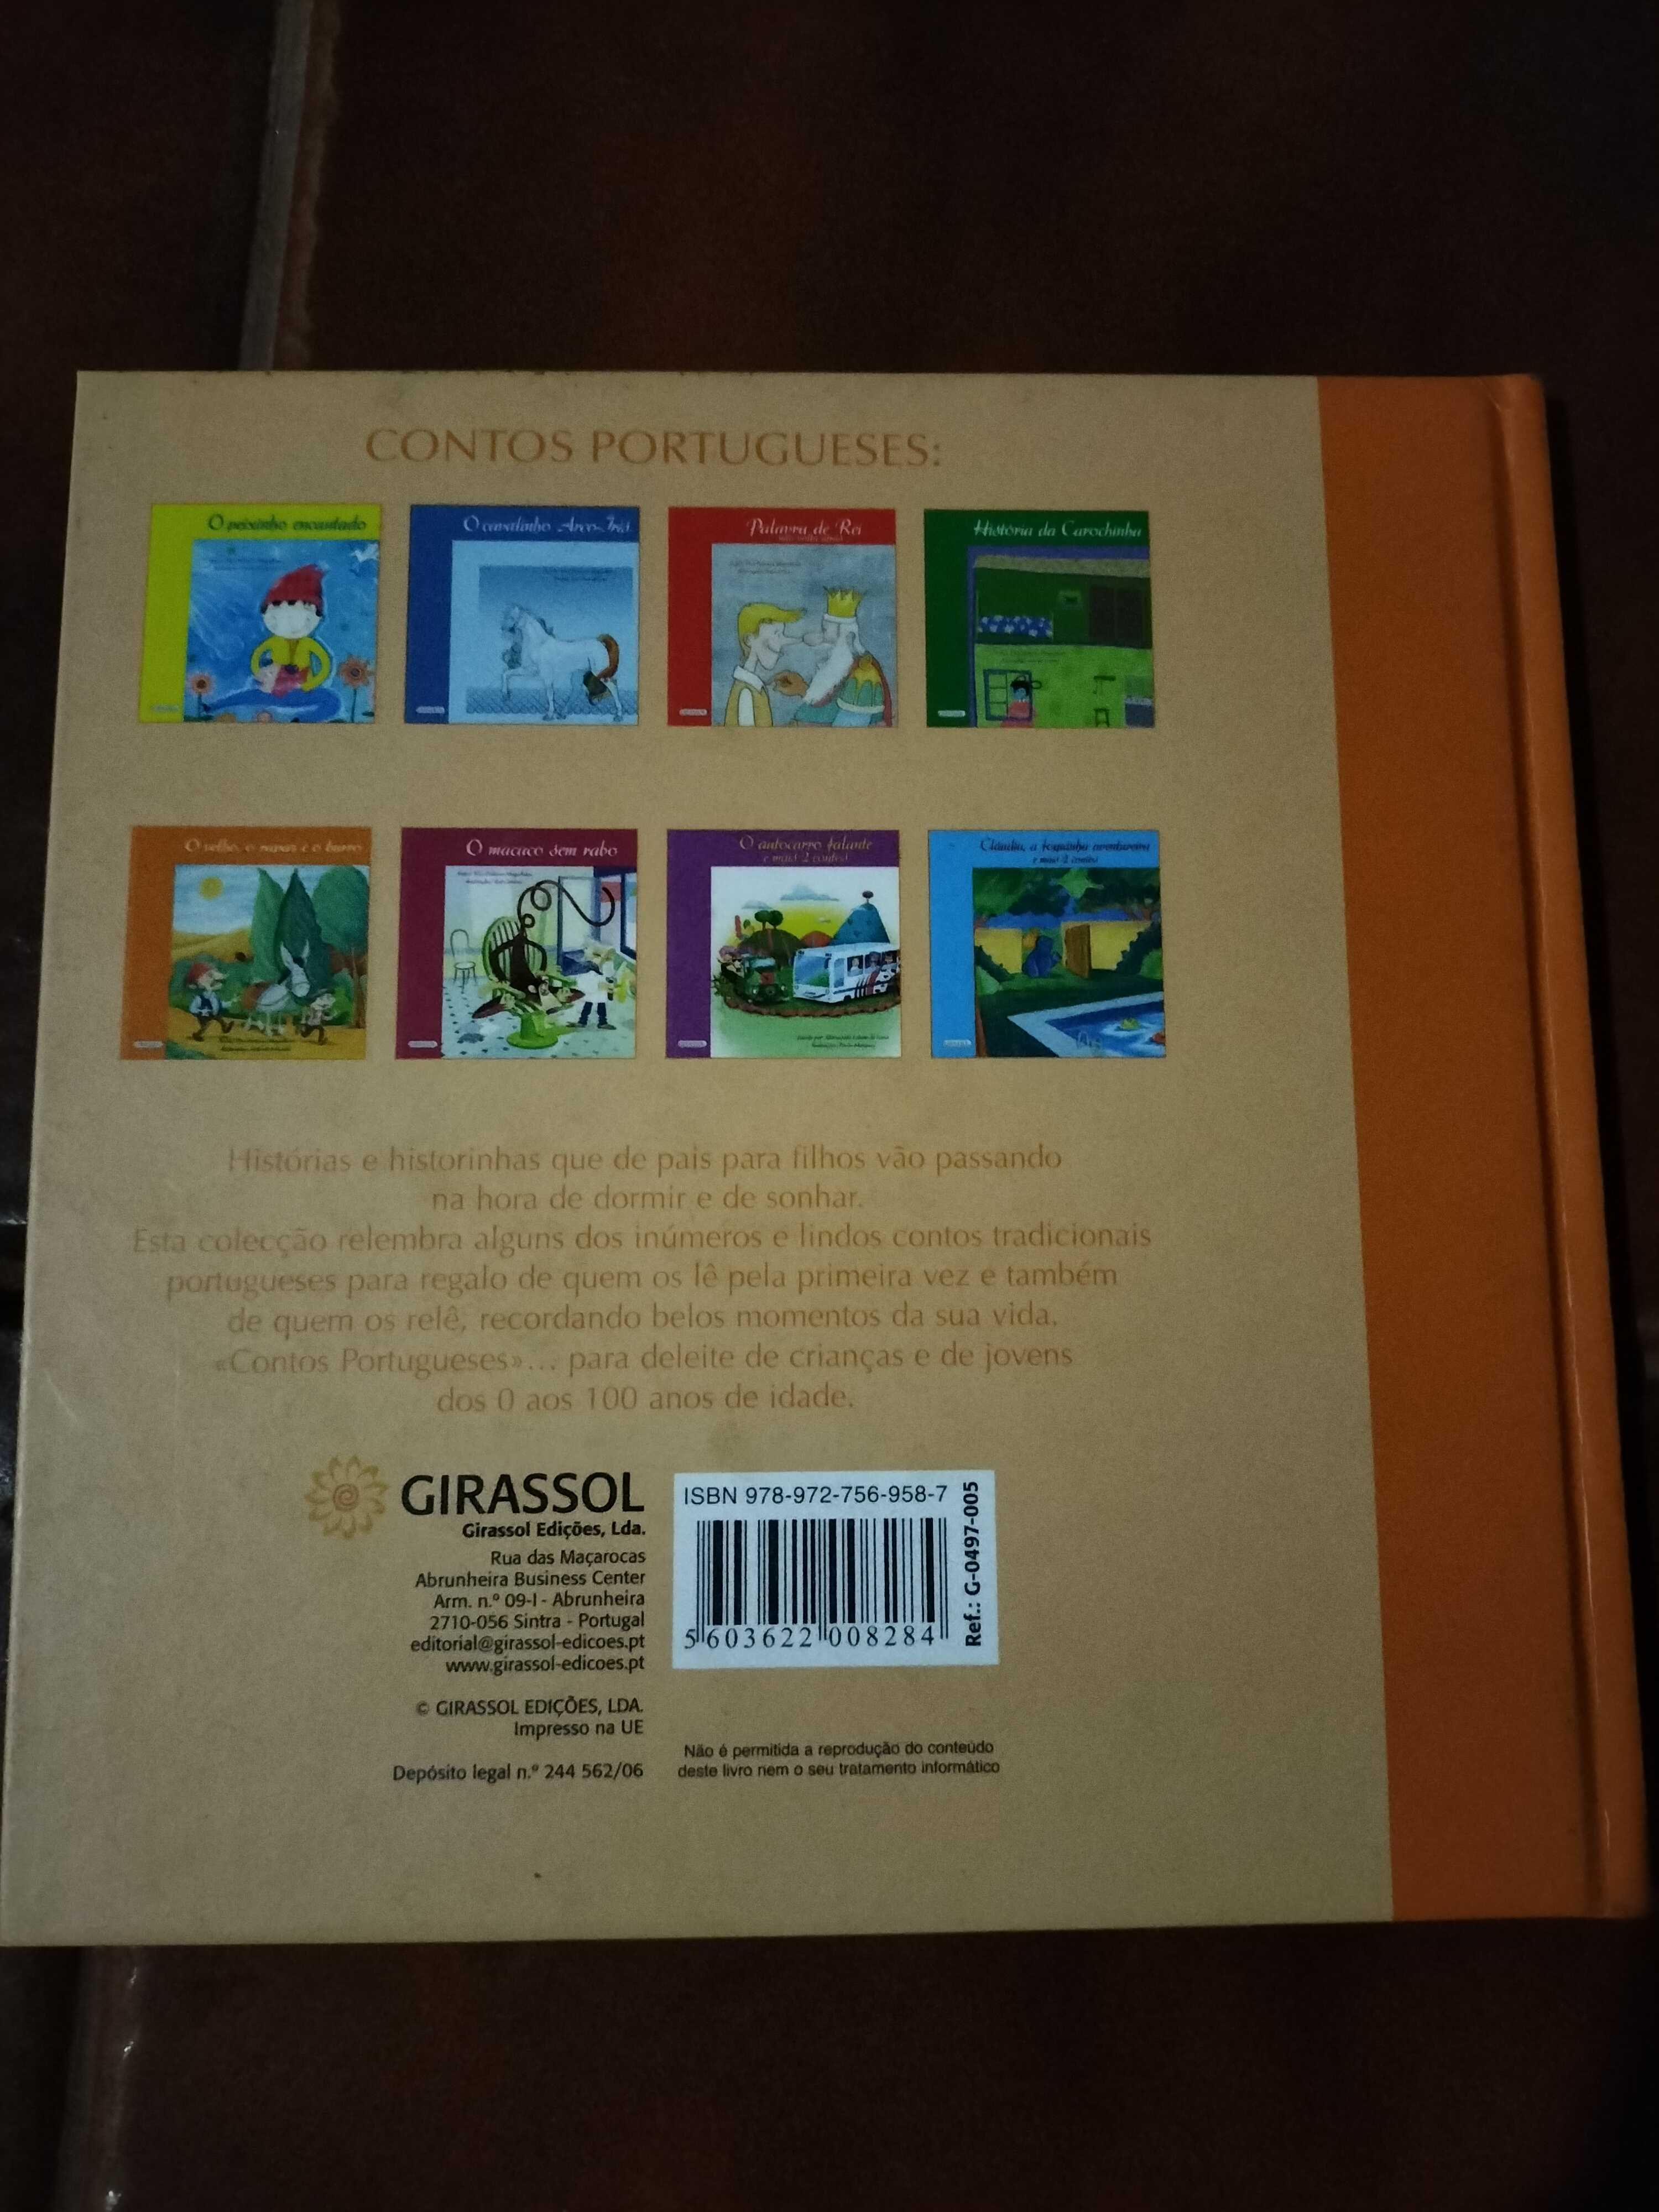 CONTOS PORTUGUESES:
O peixinho encantado
O cavalinho Arco-Íris
Palavra de Rei
História da Carochinha
O velho, o rapaz e o burro
O macaco sem rabo
O autocarro falante
e mais 2 contos
Cláudia, a foquinha aventureira
e mais 2 contos
Histórias e historinhas que de pais para filhos vão passando
na hora de dormir e de sonhar.
Esta colecção relembra alguns dos inúmeros e lindos contos tradicionais
portugueses para regalo de quem os lê pela primeira vez e também
de quem os relê, recordando belos momentos da sua vida.
«Contos Portugueses»... para deleite de crianças e de jovens
dos 0 aos 100 anos de idade.
GIRASSOL
Girassol Edições, Lda.
Rua das Maçarocas
Abrunheira Business Center
Arm. n.º 09-I - Abrunheira
2710-056 Sintra - Portugal
editorial@girassol-edicoes.pt
www.girassol-edicoes.pt
© GIRASSOL EDIÇÕES, LDA.
Impresso na UE
Depósito legal n.º 244 562/06
ISBN 978-972-756-958-7
5 603622 008284
Ref.: G-0497-005
Não é permitida a reprodução do conteúdo
deste livro nem o seu tratamento informático